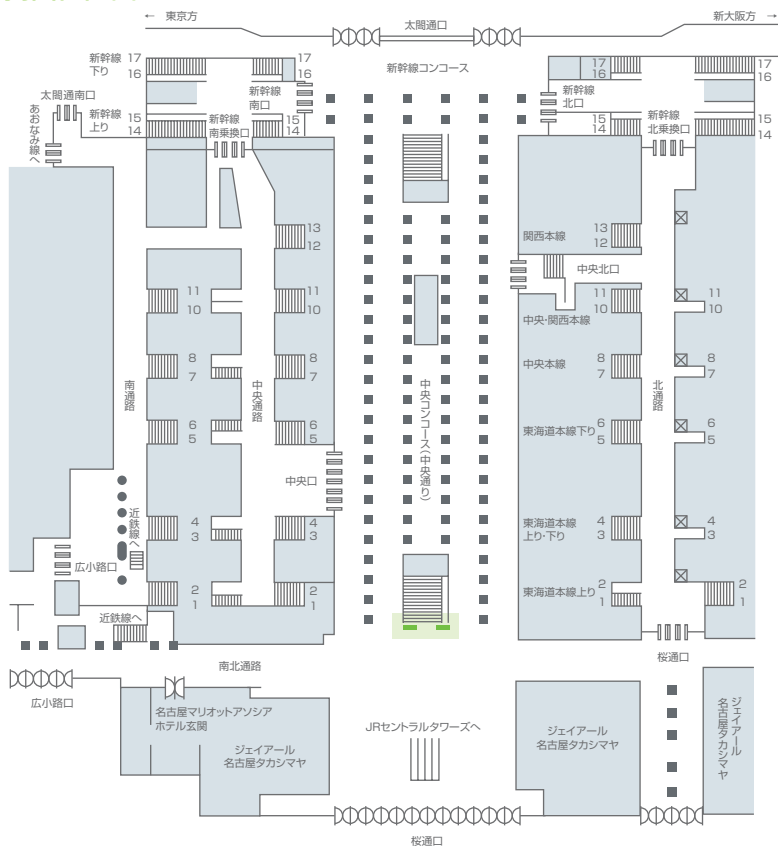 ← 東京方
太閤通口
新大阪方 →
新幹線
下り
17
16
17
16
新幹線コンコース
17
16
17
16
太閤通南口
新幹線
南口
新幹線
北口
あおなみ線へ
新幹線
上り
15
14
新幹線
南乗換口
15
14
15
14
新幹線
北乗換口
15
14
13
12
関西本線
13
12
中央北口
11
10
11
10
中央・関西本線
11
10
11
10
8
7
8
7
中央本線
8
7
8
7
南通路
中央通路
中央コンコース(中央通り)
北通路
6
5
6
5
東海道本線下り
6
5
6
5
中央口
近鉄線へ
4
3
4
3
東海道本線
上り・下り
4
3
4
3
広小路口
2
1
2
1
東海道本線上り
2
1
2
1
近鉄線へ
南北通路
桜通口
広小路口
名古屋マリオットアソシア
ホテル玄関
ジェイアール
名古屋タカシマヤ
JRセントラルタワーズへ
ジェイアール
名古屋タカシマヤ
ジェイアール
名古屋タカシマヤ
桜通口